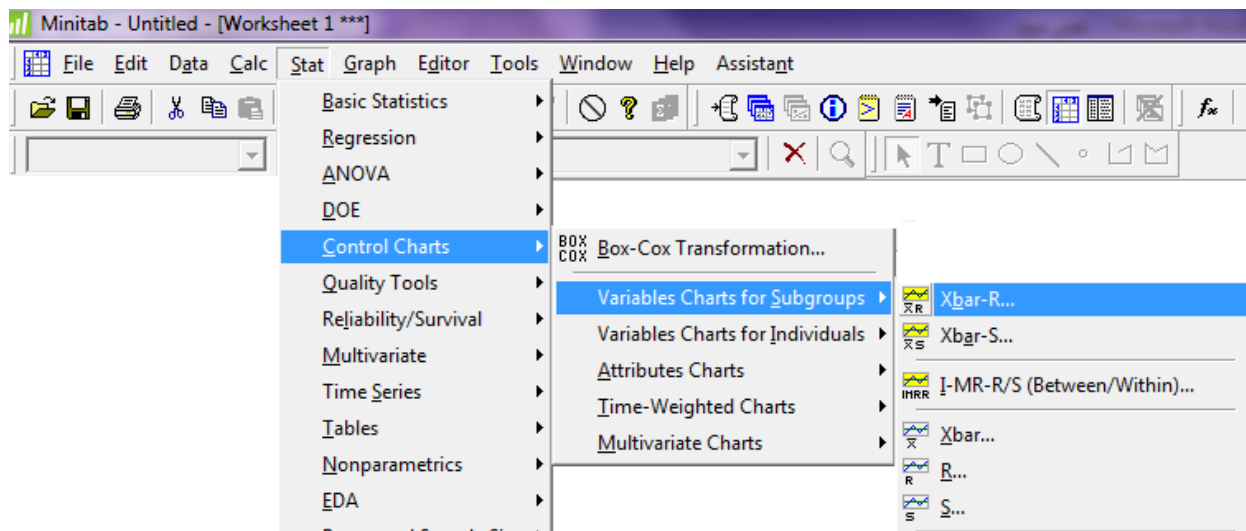 Minitab - Untitled - [Worksheet 1 ***]
File Edit Data Calc Stat Graph Editor Tools Window Help Assistant
Basic Statistics
Regression
ANOVA
DOE
Control Charts
Quality Tools
Reliability/Survival
Multivariate
Time Series
Tables
Nonparametrics
EDA
BOX COX Box-Cox Transformation...
Variables Charts for Subgroups
Variables Charts for Individuals
Attributes Charts
Time-Weighted Charts
Multivariate Charts
Xbar-R...
Xbar-S...
I-MR-R/S (Between/Within)...
Xbar...
R...
S...